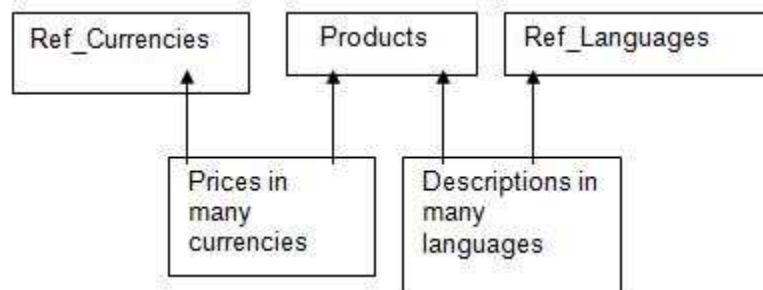 Ref_Currencies
Products
Ref_Languages
Prices in
many
currencies
Descriptions in
many
languages